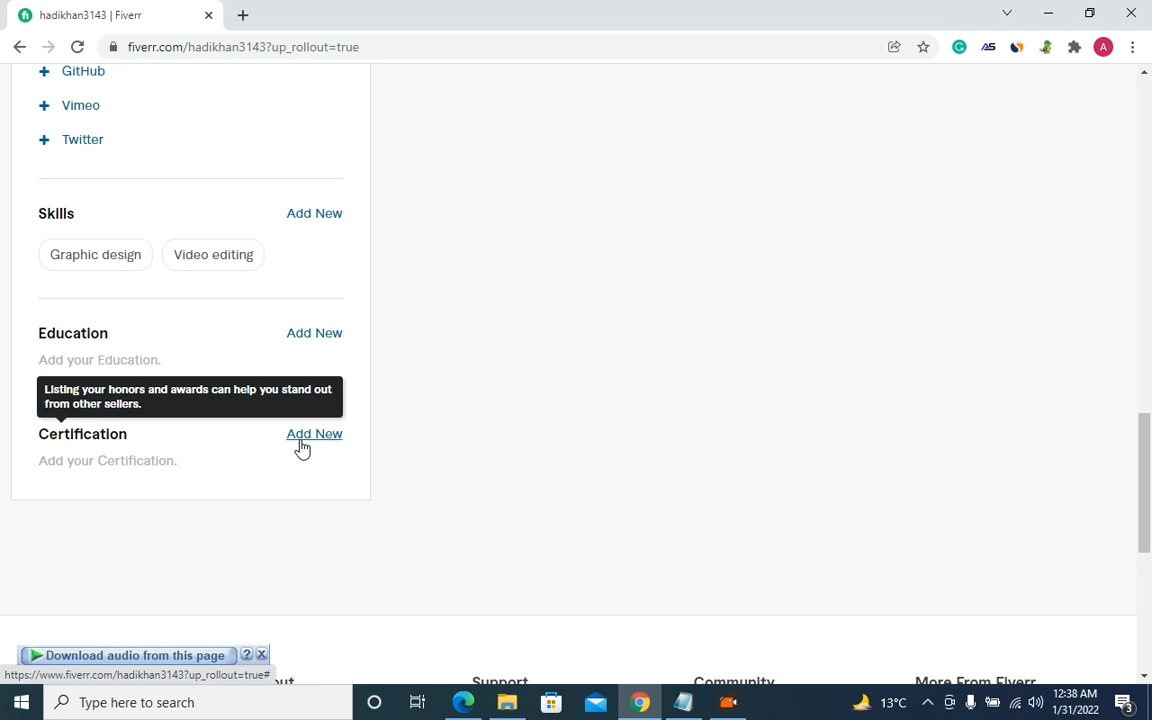 hadikhan3143 | Fiverr
fiverr.com/hadikhan3143?up_rollout=true
A
GitHub
Vimeo
Twitter
Skills
Add New
Graphic design
Video editing
Education
Add New
Add your Education.
Listing your honors and awards can help you stand out
from other sellers.
Certification
Add New
Add your Certification.
Download audio from this page
https://www.fiverr.com/hadikhan3143?up_rollout=true#
Support
Community
More From Fiverr
Type here to search
13°C
12:38 AM
1/31/2022
3